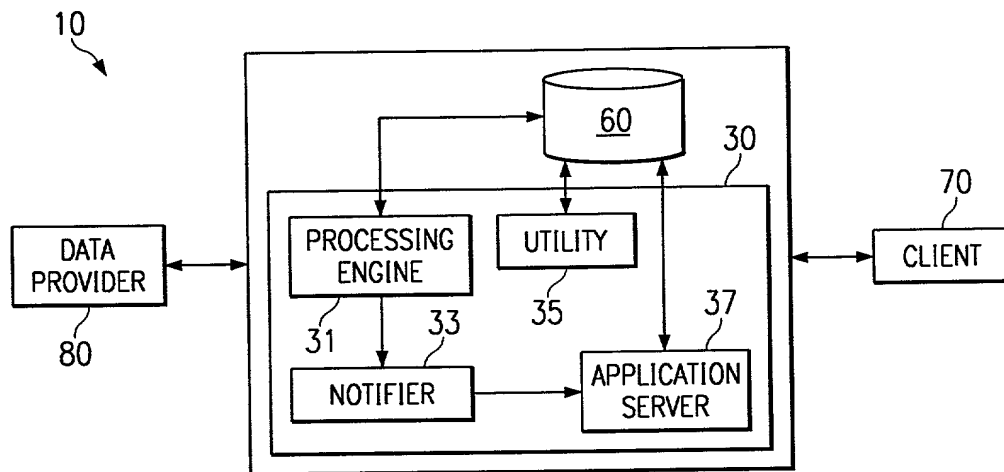 10
60
30
70
DATA
PROVIDER
80
PROCESSING
ENGINE
31
UTILITY
35
CLIENT
33
37
NOTIFIER
APPLICATION
SERVER